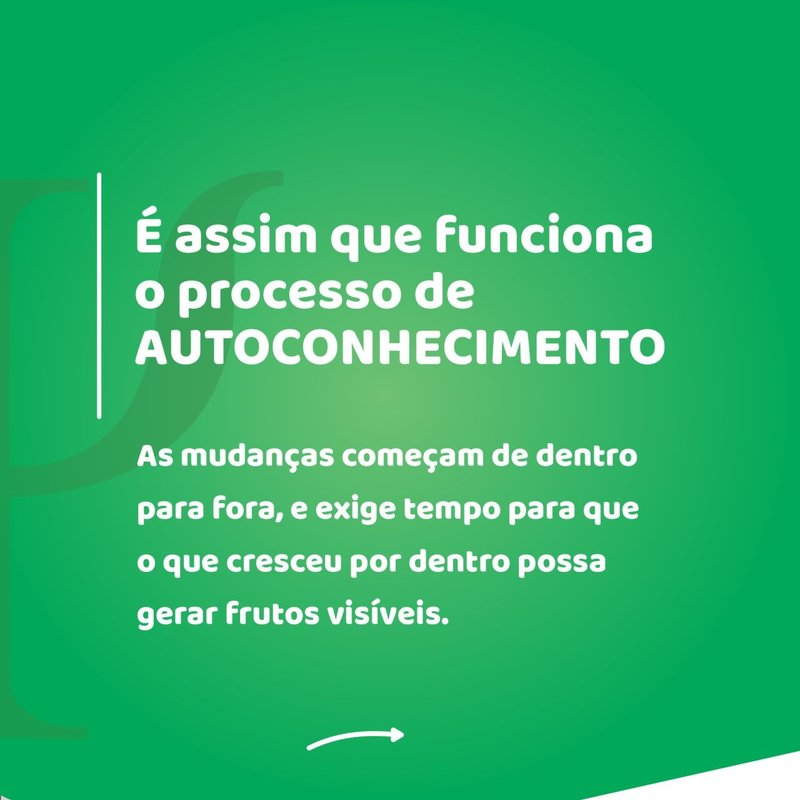 É assim que funciona
o processo de
AUTOCONHECIMENTO
As mudanças começam de dentro
para fora, e exige tempo para que
o que cresceu por dentro possa
gerar frutos visíveis.